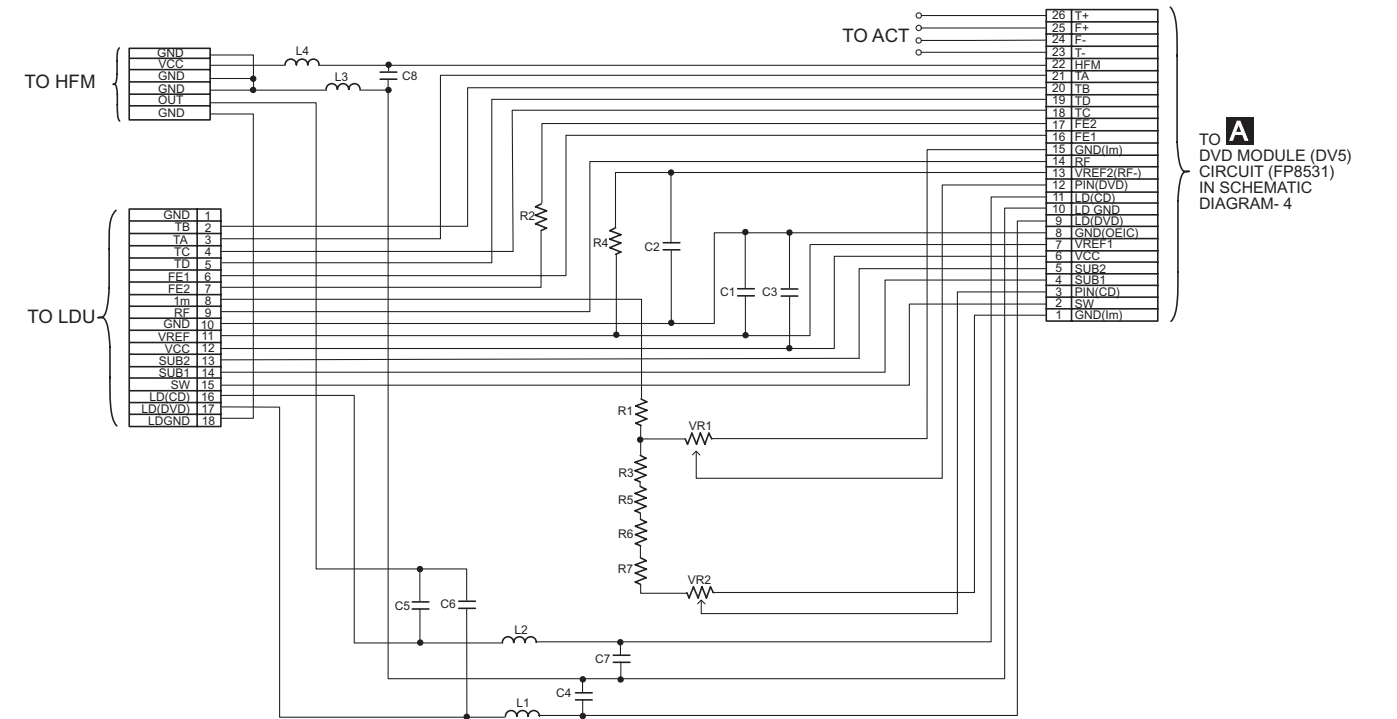 TO HFM
GND
VCC
GND
GND
OUT
GND
L4
L3
C8
TO ACT
26 T+
25 F+
24 F-
23 T-
22 HFM
21 TA
20 TB
19 TD
18 TC
17 FE2
16 FE1
15 GND(Im)
14 RF
13 VREF2(RF-)
12 PIN(DVD)
11 LD(CD)
10 LD GND
9 LD(DVD)
8 GND(OEIC)
7 VREF1
6 VCC
5 SUB2
4 SUB1
3 PIN(CD)
2 SW
1 GND(Im)
TO A
DVD MODULE (DV5)
CIRCUIT (FP8531)
IN SCHEMATIC
DIAGRAM- 4
TO LDU
GND 1
TB 2
TA 3
TC 4
TD 5
FE1 6
FE2 7
1m 8
RF 9
GND 10
VREF 11
VCC 12
SUB2 13
SUB1 14
SW 15
LD(CD) 16
LD(DVD) 17
LDGND 18
R2
R4
C2
C1
C3
R1
VR1
R3
R5
R6
R7
VR2
C5
C6
L2
C7
C4
L1